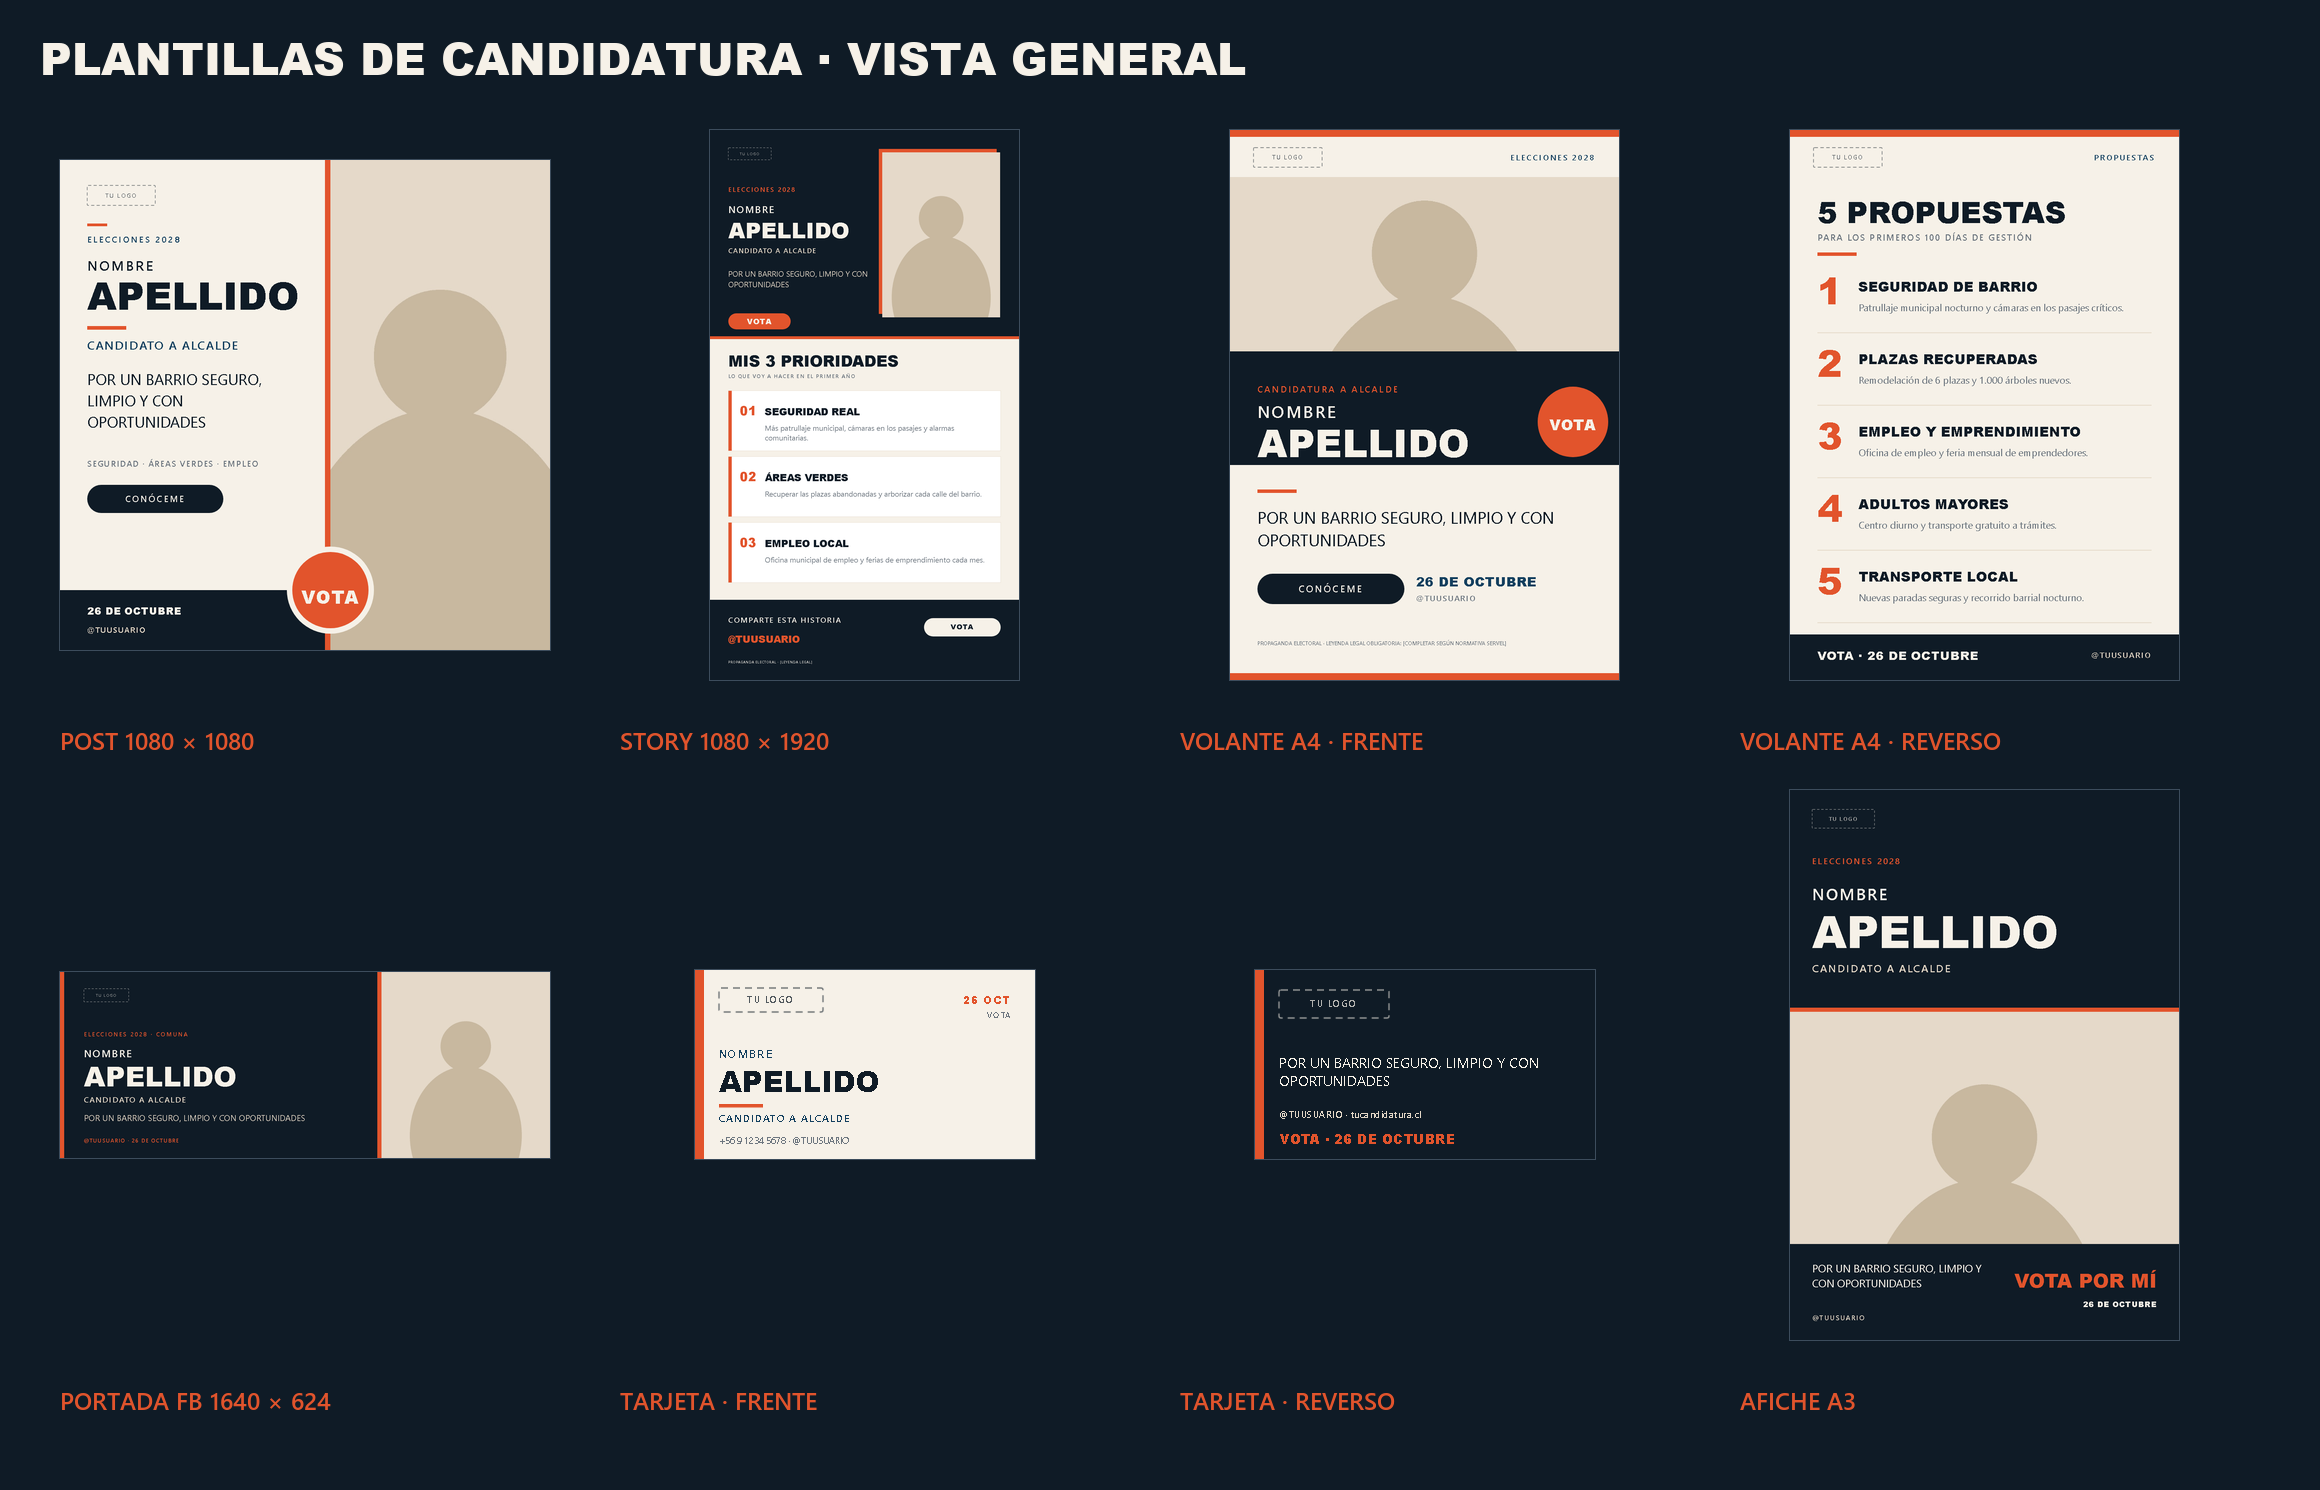 PLANTILLAS DE CANDIDATURA · VISTA GENERAL
TU LOGO
ELECCIONES 2028
NOMBRE
APELLIDO
CANDIDATO A ALCALDE
POR UN BARRIO SEGURO,
LIMPIO Y CON
OPORTUNIDADES
SEGURIDAD · ÁREAS VERDES · EMPLEO
CONÓCEME
VOTA
26 DE OCTUBRE
@TUUSUARIO
POST 1080 × 1080
TU LOGO
ELECCIONES 2028
NOMBRE
APELLIDO
CANDIDATO A ALCALDE
POR UN BARRIO SEGURO, LIMPIO Y CON
OPORTUNIDADES
VOTA
MIS 3 PRIORIDADES
LO QUE VOY A HACER EN EL PRIMER AÑO
01 SEGURIDAD REAL
Más patrullaje municipal, cámaras en los pasajes y alarmas
comunitarias.
02 ÁREAS VERDES
Recuperar las plazas abandonadas y arborizar cada calle del barrio.
03 EMPLEO LOCAL
Oficina municipal de empleo y ferias de emprendimiento cada mes.
COMPARTE ESTA HISTORIA
@TUUSUARIO
VOTA
PROPAGANDA ELECTORAL · [LEYENDA LEGAL]
STORY 1080 × 1920
TU LOGO
ELECCIONES 2028
CANDIDATURA A ALCALDE
NOMBRE
APELLIDO
VOTA
POR UN BARRIO SEGURO, LIMPIO Y CON
OPORTUNIDADES
CONÓCEME
26 DE OCTUBRE
@TUUSUARIO
PROPAGANDA ELECTORAL · LEYENDA LEGAL OBLIGATORIA: [COMPLETAR SEGÚN NORMATIVA SERVEL]
VOLANTE A4 · FRENTE
TU LOGO
PROPUESTAS
5 PROPUESTAS
PARA LOS PRIMEROS 100 DÍAS DE GESTIÓN
1 SEGURIDAD DE BARRIO
Patrullaje municipal nocturno y cámaras en los pasajes críticos.
2 PLAZAS RECUPERADAS
Remodelación de 6 plazas y 1.000 árboles nuevos.
3 EMPLEO Y EMPRENDIMIENTO
Oficina de empleo y feria mensual de emprendedores.
4 ADULTOS MAYORES
Centro diurno y transporte gratuito a trámites.
5 TRANSPORTE LOCAL
Nuevas paradas seguras y recorrido barrial nocturno.
VOTA · 26 DE OCTUBRE
@TUUSUARIO
VOLANTE A4 · REVERSO
TU LOGO
ELECCIONES 2028 · COMUNA
NOMBRE
APELLIDO
CANDIDATO A ALCALDE
POR UN BARRIO SEGURO, LIMPIO Y CON OPORTUNIDADES
@TUUSUARIO · 26 DE OCTUBRE
PORTADA FB 1640 × 624
TU LOGO
26 OCT
VOTA
NOMBRE
APELLIDO
CANDIDATO A ALCALDE
+56 9 1234 5678 · @TUUSUARIO
TARJETA · FRENTE
TU LOGO
POR UN BARRIO SEGURO, LIMPIO Y CON
OPORTUNIDADES
@TUUSUARIO · tucandidatura.cl
VOTA · 26 DE OCTUBRE
TARJETA · REVERSO
TU LOGO
ELECCIONES 2028
NOMBRE
APELLIDO
CANDIDATO A ALCALDE
POR UN BARRIO SEGURO, LIMPIO Y
CON OPORTUNIDADES
@TUUSUARIO
VOTA POR MÍ
26 DE OCTUBRE
AFICHE A3